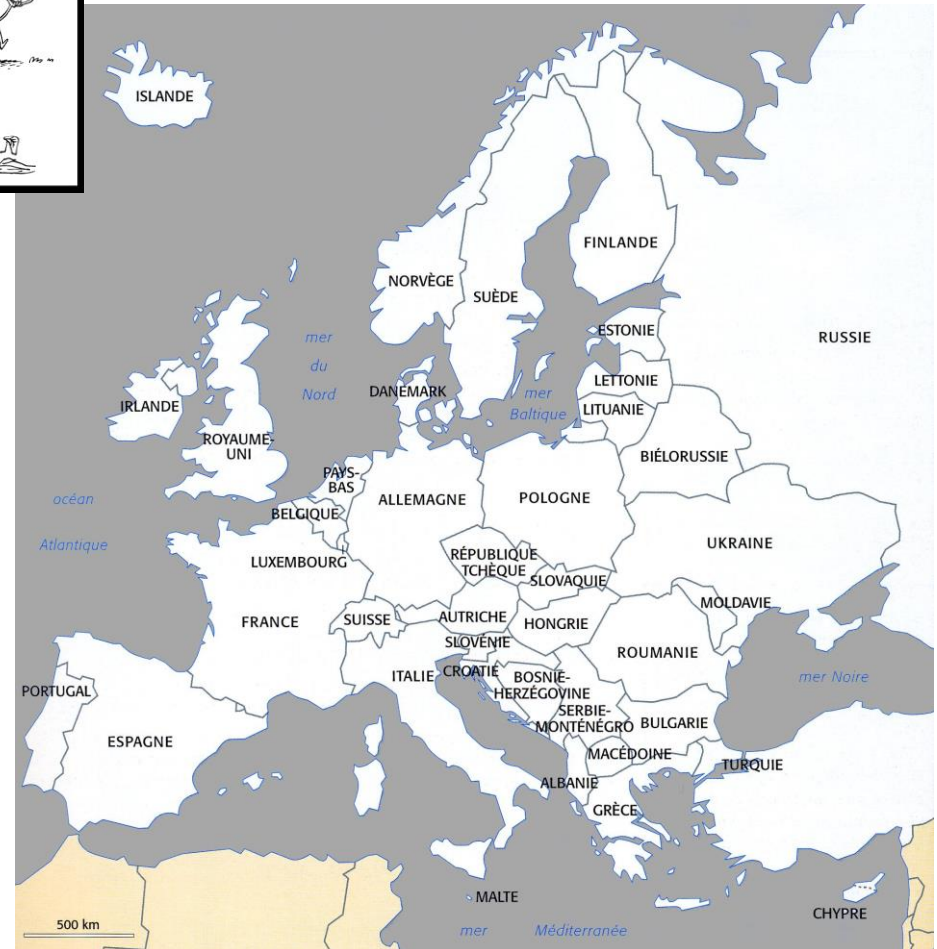 ISLANDE
FINLANDE
NORVÈGE
SUÈDE
RUSSIE
ESTONIE
mer
du
Nord
LETTONIE
DANEMARK
mer
Baltique
LITUANIE
IRLANDE
ROYAUME-
UNI
BIÉLORUSSIE
PAYS-
BAS
ALLEMAGNE
POLOGNE
océan
Atlantique
BELGIQUE
UKRAINE
LUXEMBOURG
RÉPUBLIQUE
TCHÈQUE
SLOVAQUIE
MOLDAVIE
FRANCE
SUISSE
AUTRICHE
HONGRIE
SLOVÉNIE
ROUMANIE
ITALIE
CROATIE
BOSNIE-
HERZÉGOVINE
mer Noire
PORTUGAL
SERBIE-
MONTÉNÉGRO
BULGARIE
ESPAGNE
MACÉDOINE
TURQUIE
ALBANIE
GRÈCE
MALTE
CHYPRE
500 km
mer Méditerranée